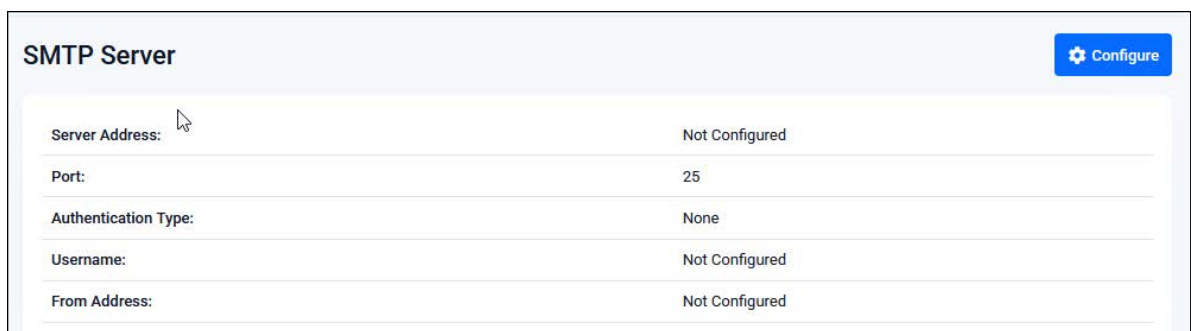 SMTP Server
Configure
Server Address: Not Configured
Port: 25
Authentication Type: None
Username: Not Configured
From Address: Not Configured